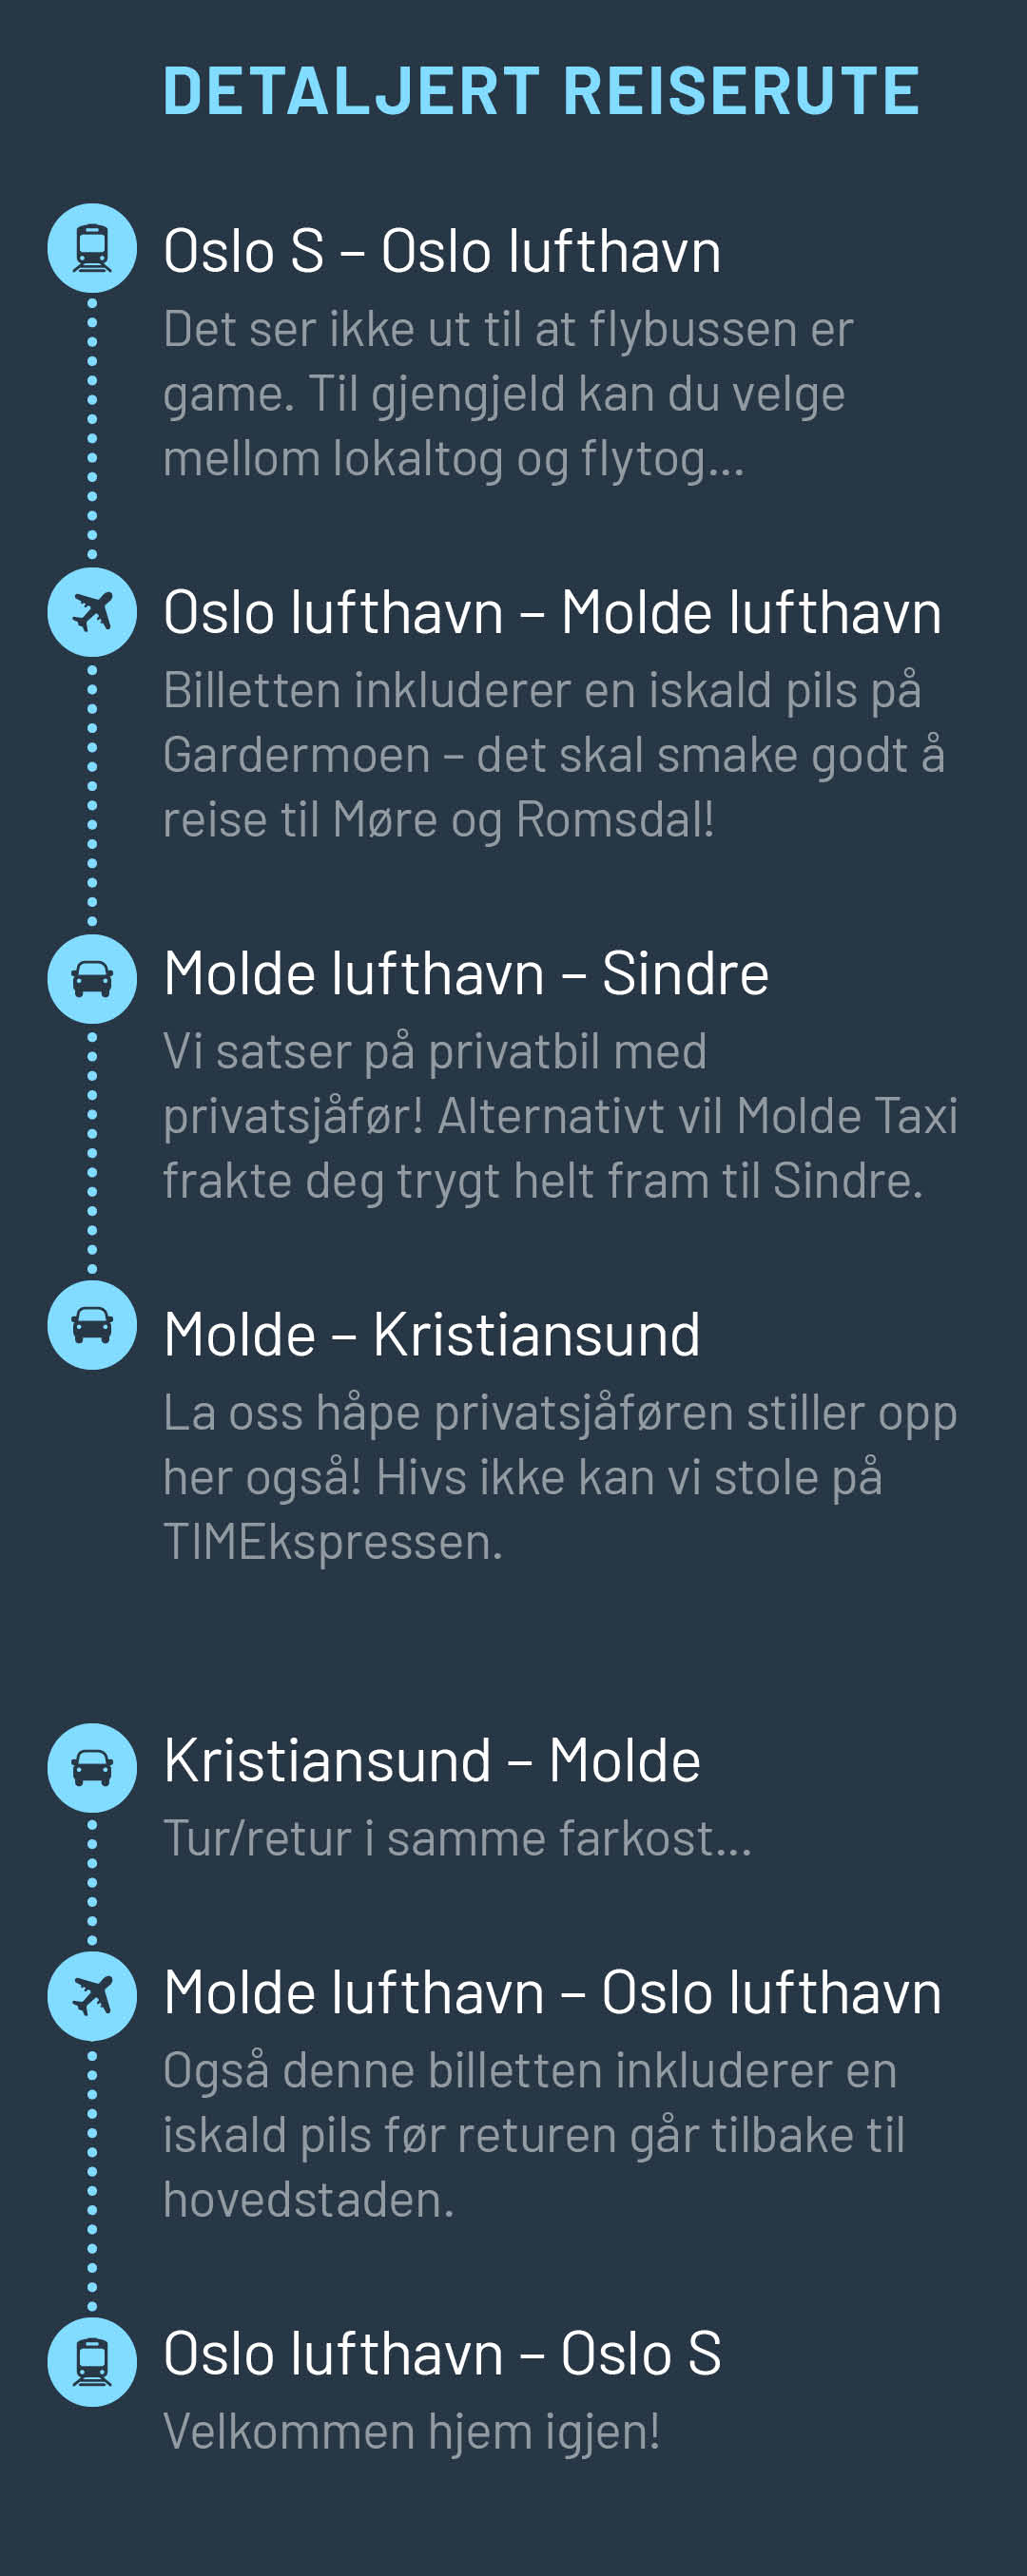 DETALJERT REISERUTE
Oslo S – Oslo lufthavn
Det ser ikke ut til at flybussen er
game. Til gjengjeld kan du velge
mellom lokaltog og flytog...
Oslo lufthavn – Molde lufthavn
Billetten inkluderer en iskald pils på
Gardermoen – det skal smake godt å
reise til Møre og Romsdal!
Molde lufthavn – Sindre
Vi satser på privatbil med
privatsjåfør! Alternativt vil Molde Taxi
frakte deg trygt helt fram til Sindre.
Molde – Kristiansund
La oss håpe privatsjåføren stiller opp
her også! Hivs ikke kan vi stole på
TIMEkspressen.
Kristiansund – Molde
Tur/retur i samme farkost...
Molde lufthavn – Oslo lufthavn
Også denne billetten inkluderer en
iskald pils før returen går tilbake til
hovedstaden.
Oslo lufthavn – Oslo S
Velkommen hjem igjen!